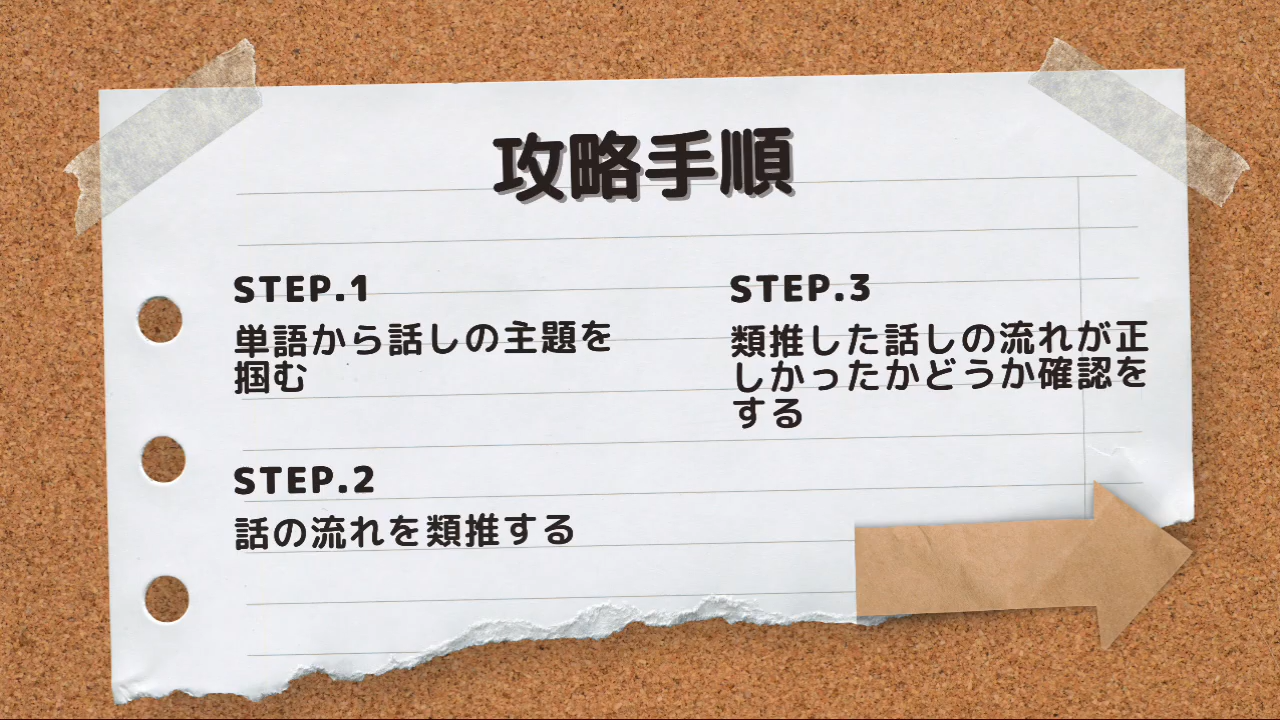 攻略手順
STEP.1
単語から話しの主題を
掴む
STEP.2
話の流れを類推する
STEP.3
類推した話しの流れが正
しかったかどうか確認を
する